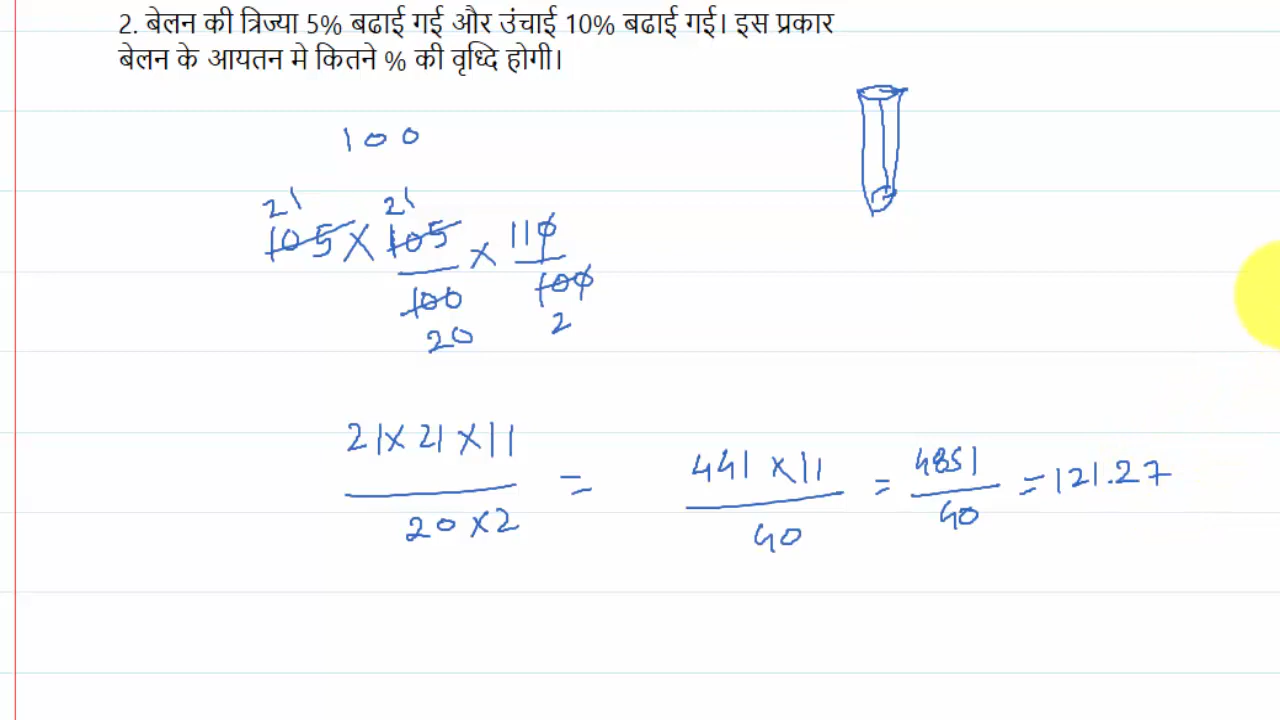 2. बेलन की त्रिज्या 5% बढाई गई और उंचाई 10% बढाई गई। इस प्रकार
बेलन के आयतन मे कितने % की वृध्दि होगी।
100
21 21
105 × 105 × 110
100 100
20 2
21 × 21 × 11 = 441 × 11 = 4851 = 121.27
20 × 2 40 40